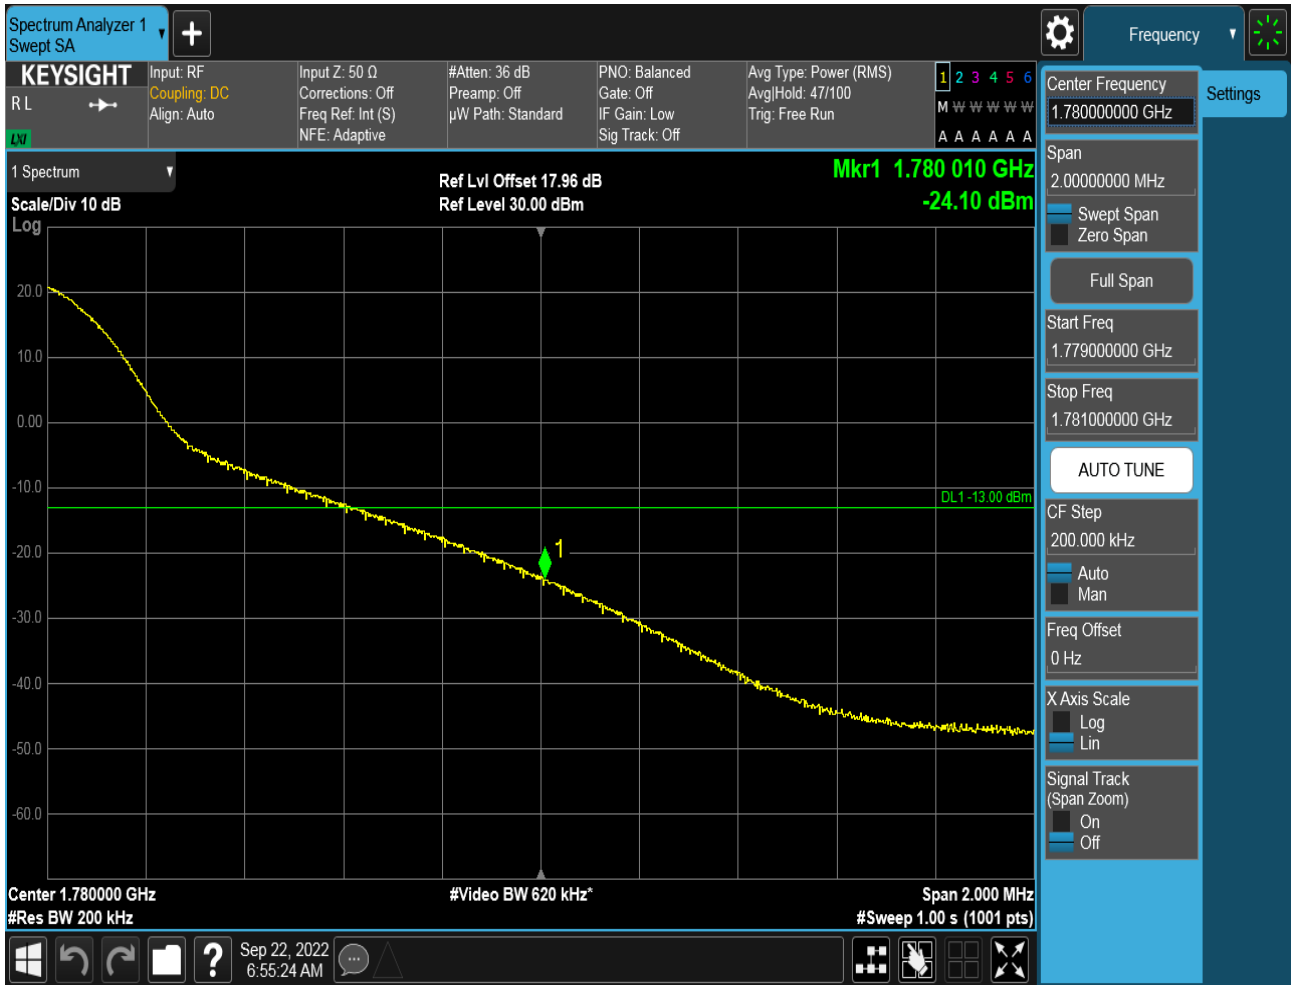 Spectrum Analyzer 1
Swept SA
Frequency
KEYSIGHT
R L
LXI
Input: RF
Coupling: DC
Align: Auto
Input Z: 50 Ω
Corrections: Off
Freq Ref: Int (S)
NFE: Adaptive
#Atten: 36 dB
Preamp: Off
µW Path: Standard
PNO: Balanced
Gate: Off
IF Gain: Low
Sig Track: Off
Avg Type: Power (RMS)
Avg|Hold: 47/100
Trig: Free Run
1 2 3 4 5 6
M W W W W W
A A A A A A
Center Frequency
1.780000000 GHz
Settings
1 Spectrum
Scale/Div 10 dB
Log
Ref Lvl Offset 17.96 dB
Ref Level 30.00 dBm
Mkr1 1.780 010 GHz
-24.10 dBm
20.0
10.0
0.00
-10.0
-20.0
-30.0
-40.0
-50.0
-60.0
DL1 -13.00 dBm
1
Span
2.00000000 MHz
Swept Span
Zero Span
Full Span
Start Freq
1.779000000 GHz
Stop Freq
1.781000000 GHz
AUTO TUNE
CF Step
200.000 kHz
Auto
Man
Freq Offset
0 Hz
X Axis Scale
Log
Lin
Signal Track
(Span Zoom)
On
Off
Center 1.780000 GHz
#Video BW 620 kHz*
Span 2.000 MHz
#Res BW 200 kHz
#Sweep 1.00 s (1001 pts)
?
Sep 22, 2022
6:55:24 AM